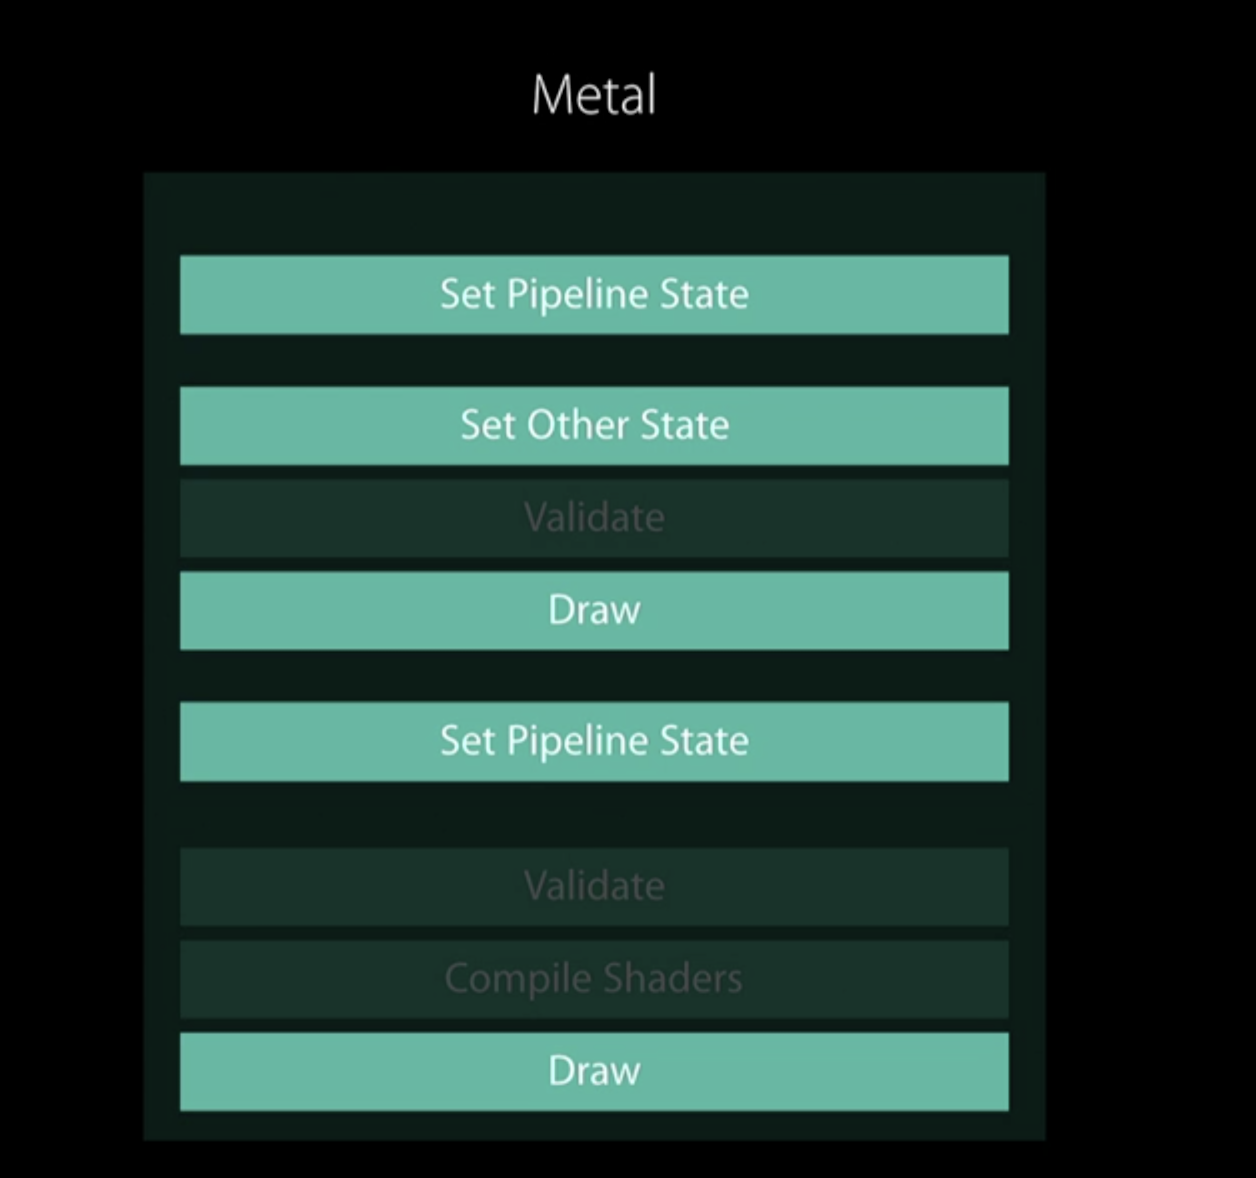 Metal
Set Pipeline State
Set Other State
Validate
Draw
Set Pipeline State
Validate
Compile Shaders
Draw